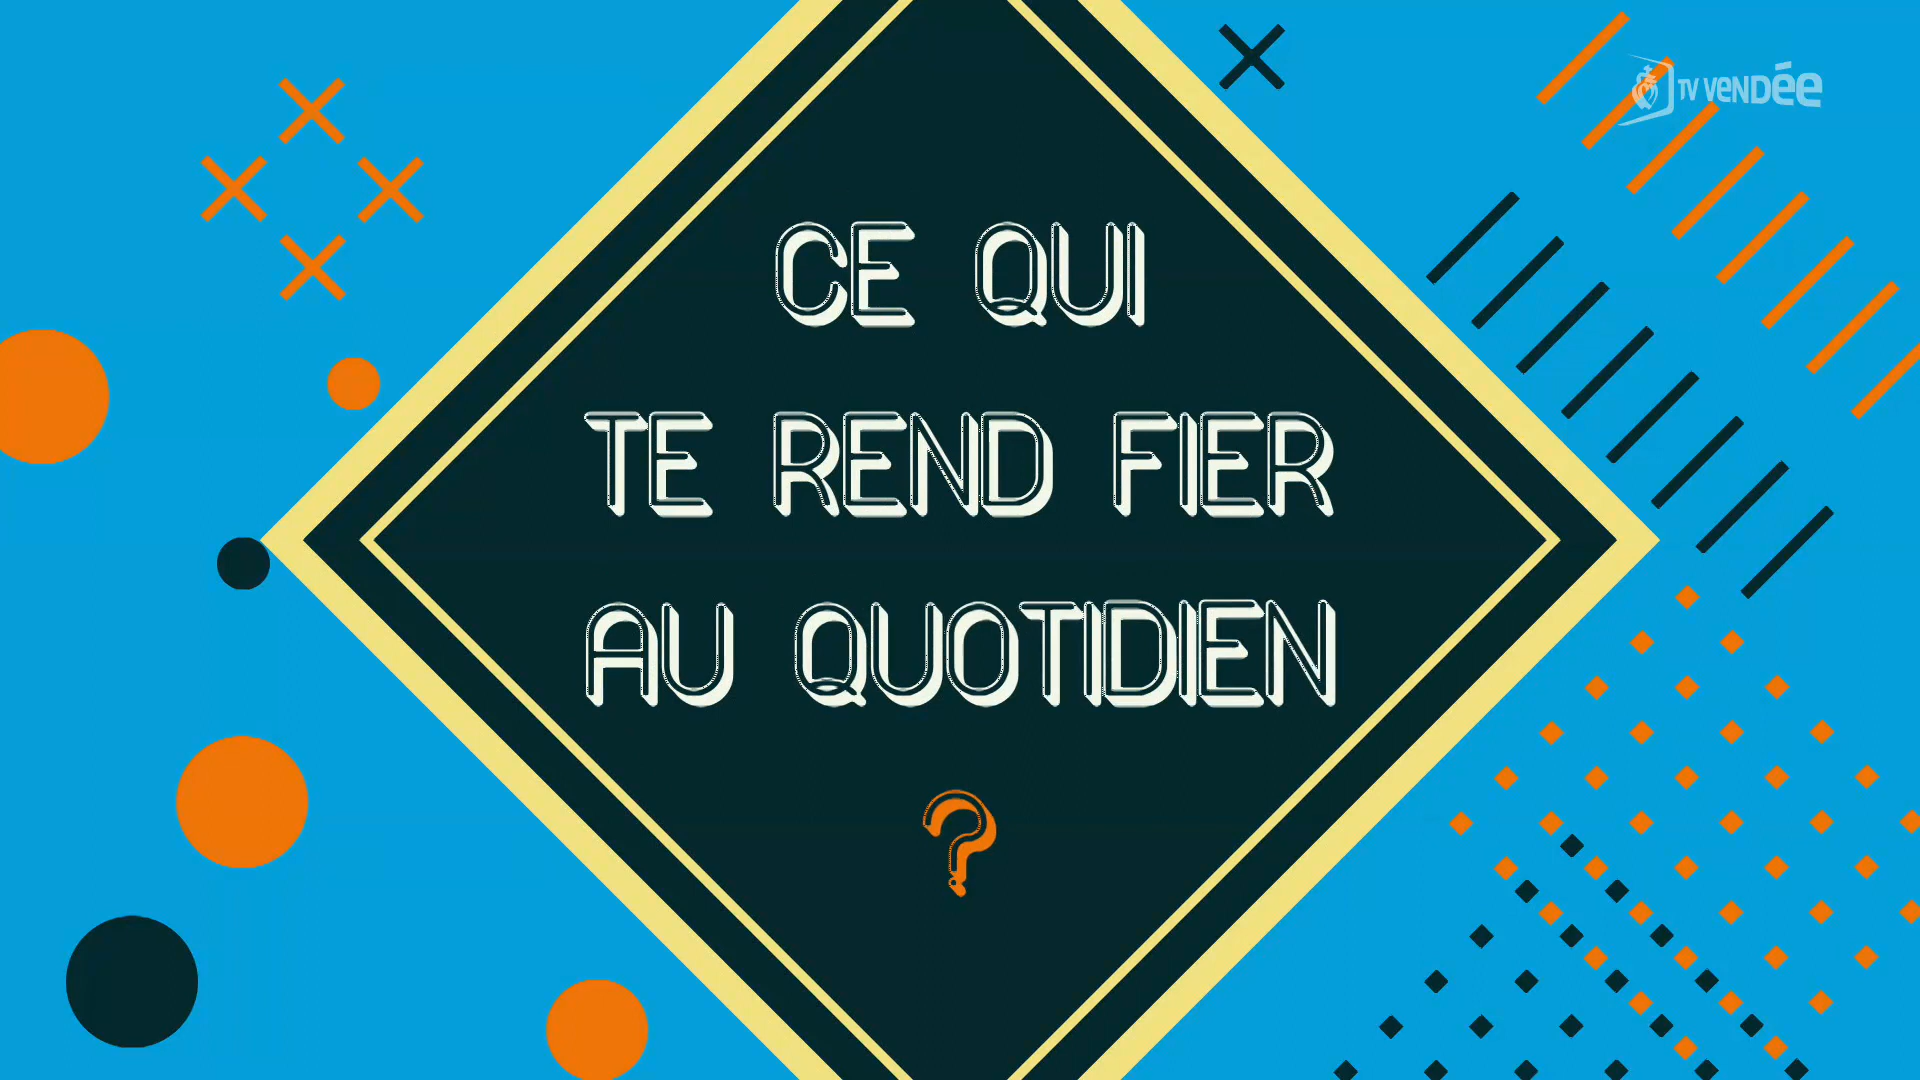 TV VENDÉE
CE QUI
TE REND FIER
AU QUOTIDIEN
?